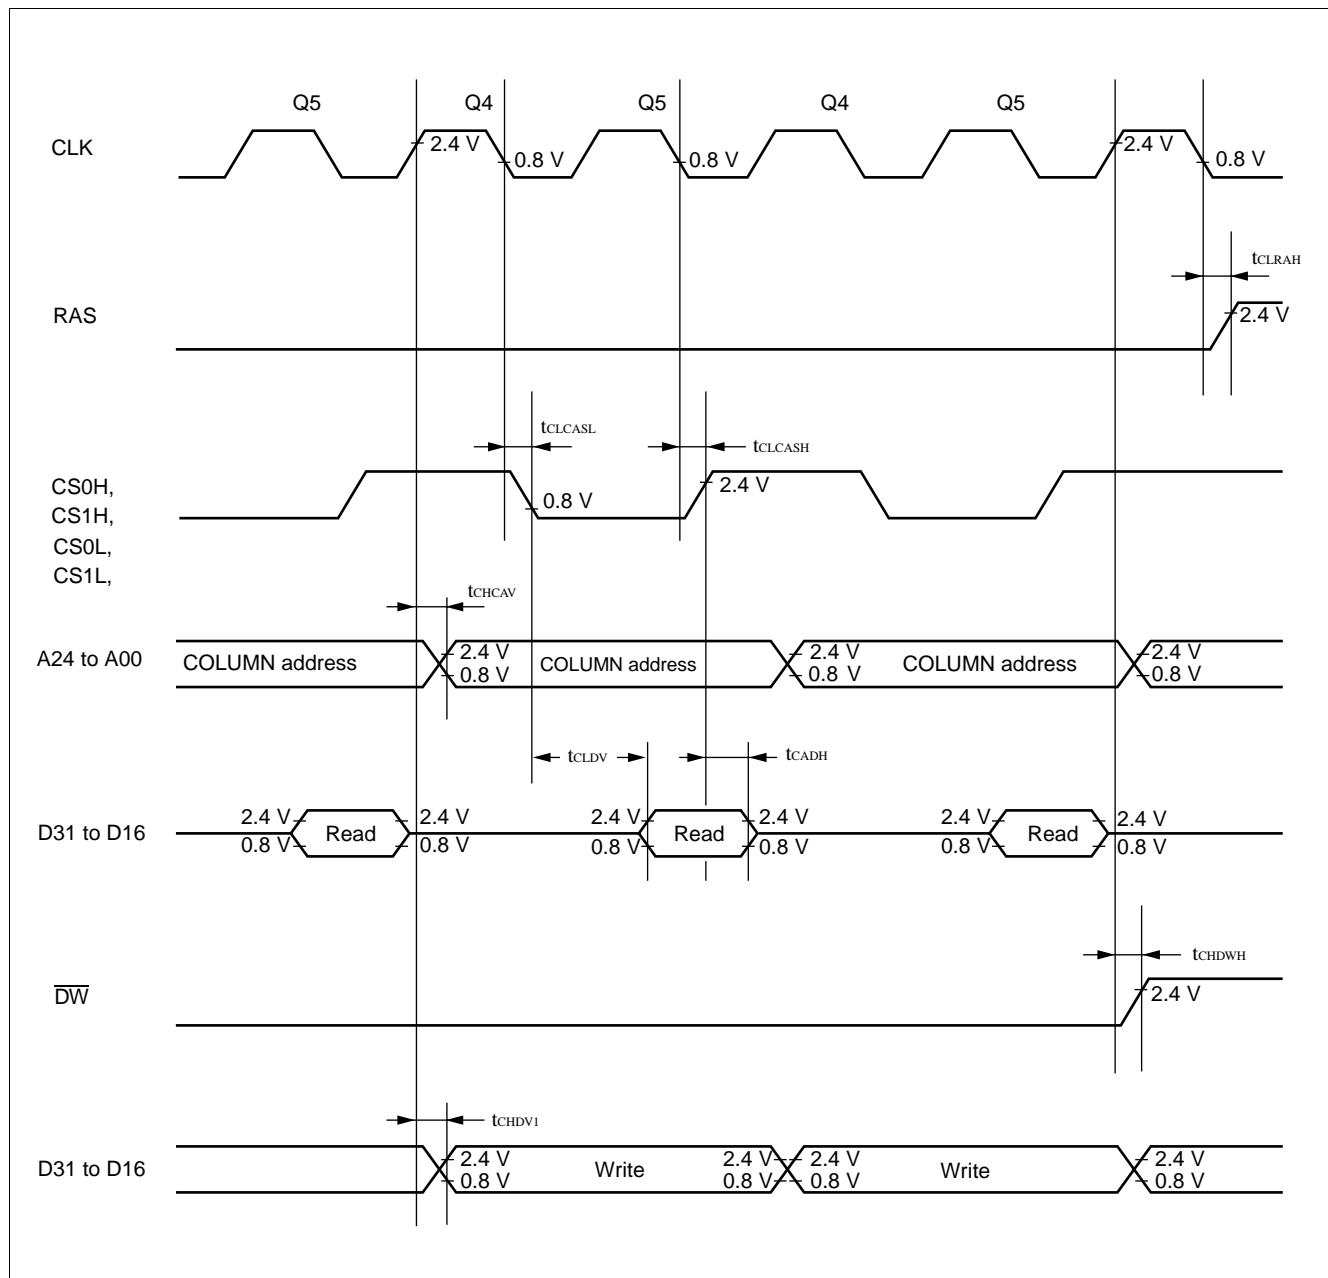 Q5 Q4 Q5 Q4 Q5
CLK 2.4 V 0.8 V 0.8 V 2.4 V 0.8 V
tCLRAH
RAS 2.4 V
tCLCASL tCLCASH
CS0H, 2.4 V
CS1H, 0.8 V
CS0L,
CS1L,
tCHCAV
A24 to A00 COLUMN address 2.4 V COLUMN address 2.4 V COLUMN address 2.4 V
0.8 V 0.8 V 0.8 V
tCLDV tCADH
2.4 V 2.4 V 2.4 V 2.4 V 2.4 V 2.4 V
D31 to D16 Read Read Read
0.8 V 0.8 V 0.8 V 0.8 V 0.8 V 0.8 V
tCHDWH
DW 2.4 V
tCHDV1
D31 to D16 2.4 V Write 2.4 V 2.4 V Write 2.4 V
0.8 V 0.8 V 0.8 V 0.8 V